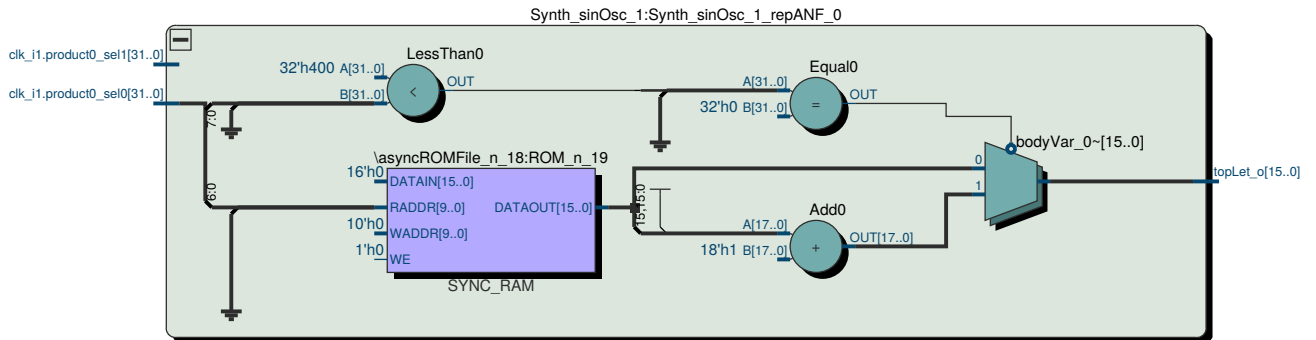 Synth_sinOsc_1:Synth_sinOsc_1_repANF_0
clk_i1.product0_sel1[31..0]
clk_i1.product0_sel0[31..0]
LessThan0
32'h400 A[31..0]
B[31..0]
<
OUT
7:0
Equal0
A[31..0]
32'h0 B[31..0]
=
OUT
bodyVar_0~[15..0]
0
1
topLet_o[15..0]
\asyncROMFile_n_18:ROM_n_19
16'h0 DATAIN[15..0]
6:0
RADDR[9..0]
DATAOUT[15..0]
10'h0 WADDR[9..0]
1'h0 WE
SYNC_RAM
15,15:0
Add0
A[17..0]
18'h1 B[17..0]
+
OUT[17..0]